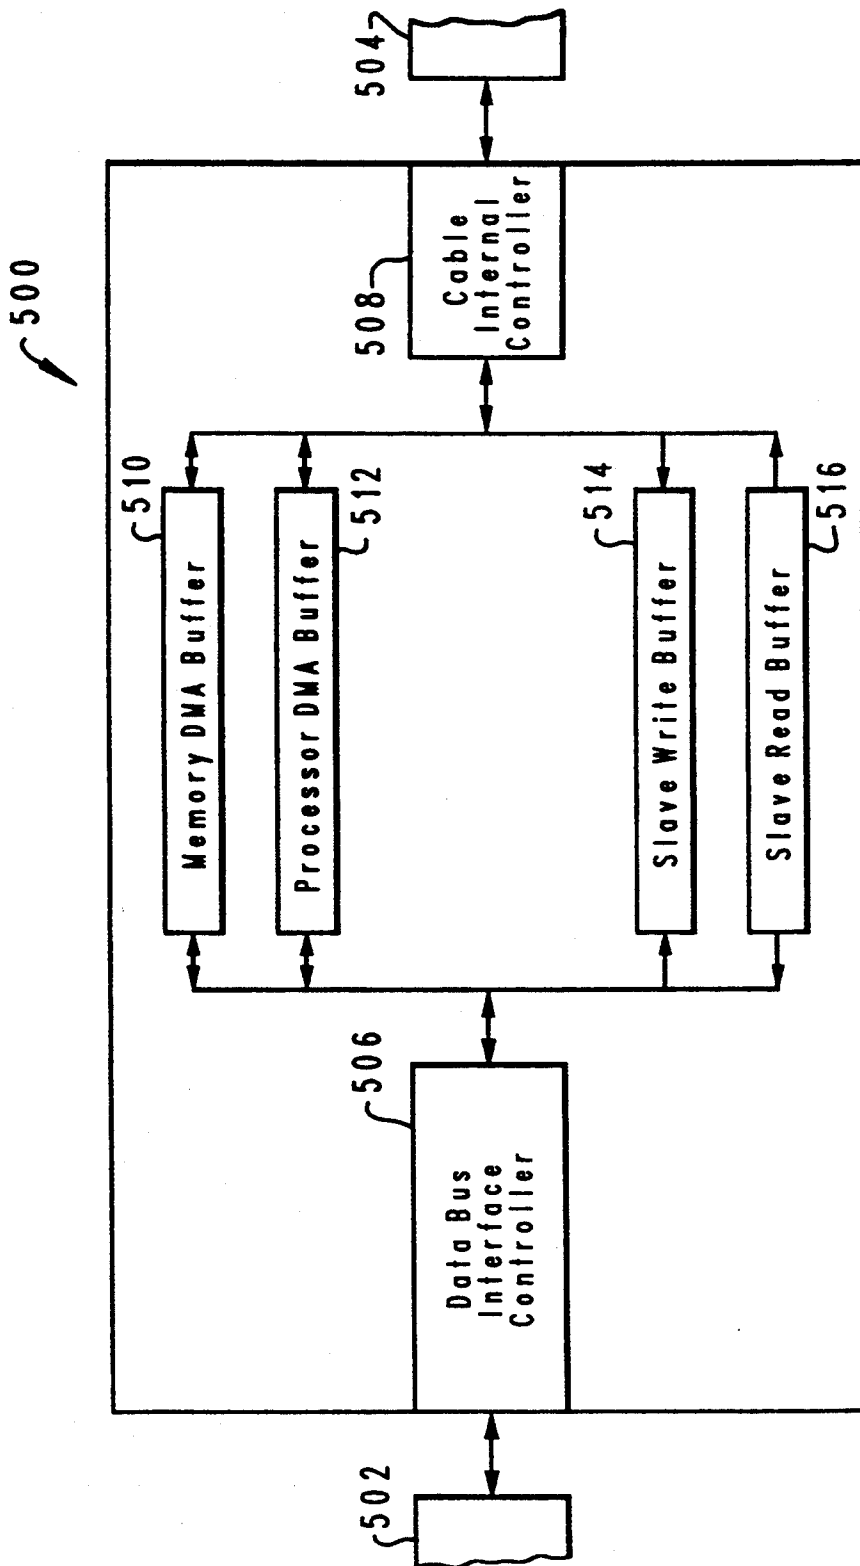 500
502
504
506
Data Bus
Interface
Controller
508
Cable
Internal
Controller
510
Memory DMA Buffer
512
Processor DMA Buffer
514
Slave Write Buffer
516
Slave Read Buffer